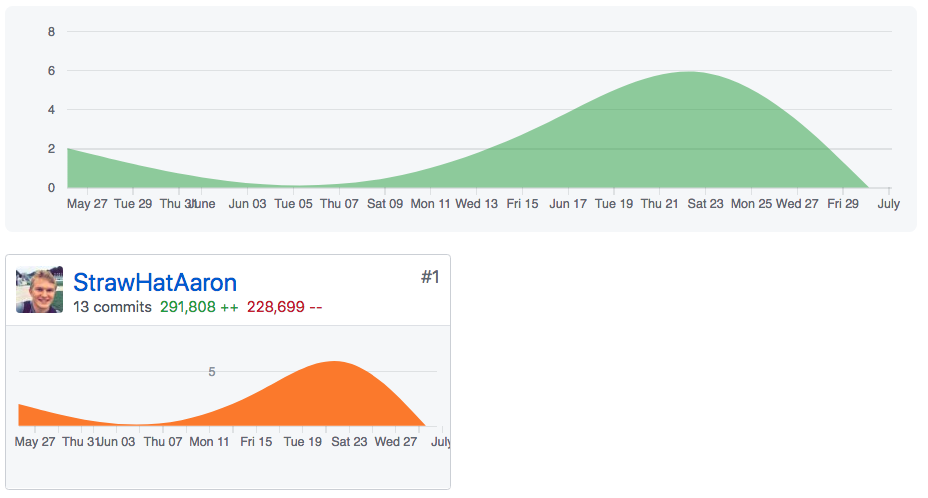 8
6
4
2
0
May 27 Tue 29 Thu 31 June Jun 03 Tue 05 Thu 07 Sat 09 Mon 11 Wed 13 Fri 15 Jun 17 Tue 19 Thu 21 Sat 23 Mon 25 Wed 27 Fri 29 July
StrawHatAaron
#1
13 commits 291,808 ++ 228,699 --
5
May 27 Thu 31 Jun 03 Thu 07 Mon 11 Fri 15 Tue 19 Sat 23 Wed 27 July